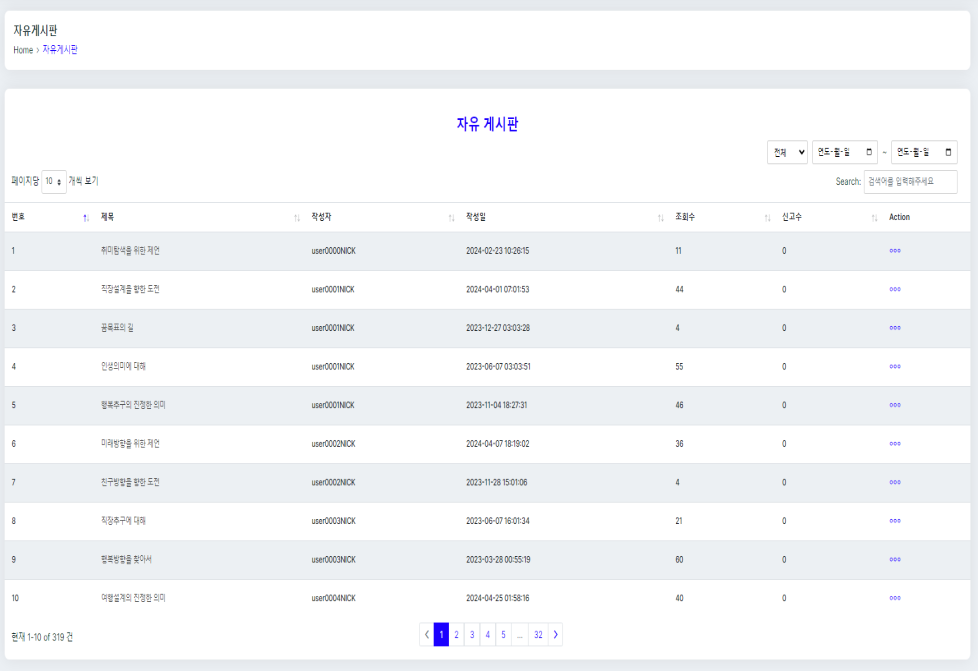 자유게시판
Home › 자유게시판
자유 게시판
전체 연도-월-일 ~ 연도-월-일
페이지당 10 개씩 보기 Search: 검색어를 입력해주세요
번호 제목 작성자 작성일 조회수 신고수 Action
1 취미탐색을 위한 제언 user0000NICK 2024-02-23 10:26:15 11 0
2 직장설계를 향한 도전 user0001NICK 2024-04-01 07:01:53 44 0
3 꿈목표의 길 user0001NICK 2023-12-27 03:03:28 4 0
4 인생의미에 대해 user0001NICK 2023-06-07 03:03:51 55 0
5 행복추구의 진정한 의미 user0001NICK 2023-11-04 18:27:31 46 0
6 미래방향을 위한 제언 user0002NICK 2024-04-07 18:19:02 36 0
7 친구방향을 향한 도전 user0002NICK 2023-11-28 15:01:06 4 0
8 직장추구에 대해 user0003NICK 2023-06-07 16:01:34 21 0
9 행복방향을 찾아서 user0003NICK 2023-03-28 00:55:19 60 0
10 여행설계의 진정한 의미 user0004NICK 2024-04-25 01:58:16 40 0
현재 1-10 of 319 건 ‹ 1 2 3 4 5 ... 32 ›